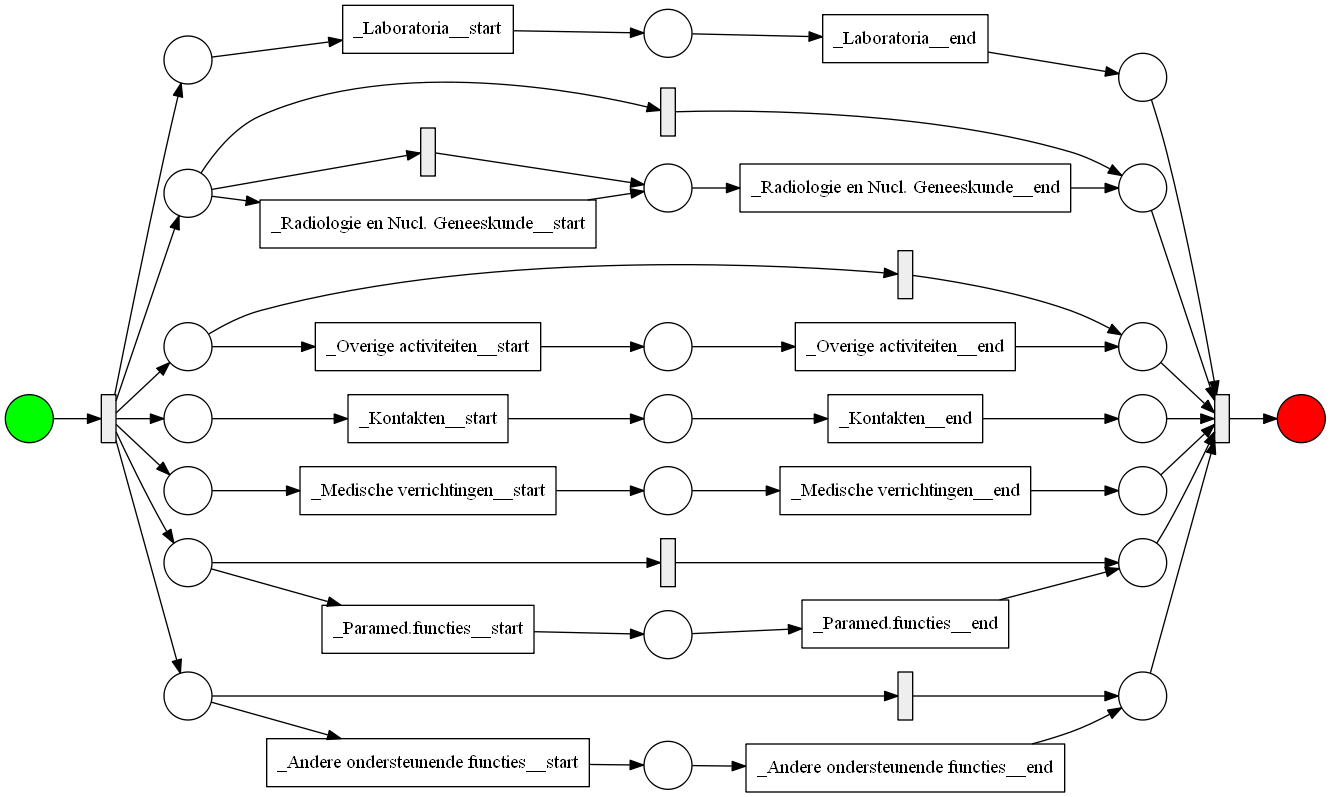 _Laboratoria__start
_Laboratoria__end
_Radiologie en Nucl. Geneeskunde__end
_Radiologie en Nucl. Geneeskunde__start
_Overige activiteiten__start
_Overige activiteiten__end
_Kontakten__start
_Kontakten__end
_Medische verrichtingen__start
_Medische verrichtingen__end
_Paramed.functies__start
_Paramed.functies__end
_Andere ondersteunende functies__start
_Andere ondersteunende functies__end